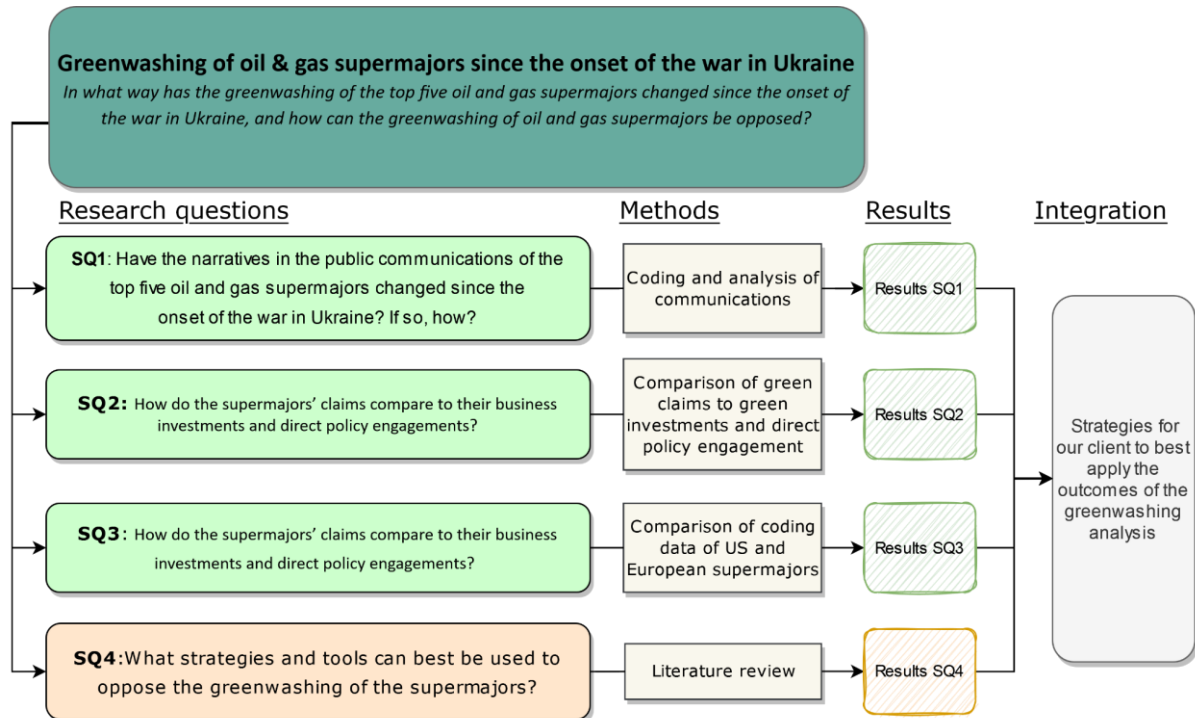 Greenwashing of oil & gas supermajors since the onset of the war in Ukraine
In what way has the greenwashing of the top five oil and gas supermajors changed since the onset of
the war in Ukraine, and how can the greenwashing of oil and gas supermajors be opposed?
Research questions
Methods
Results
Integration
SQ1: Have the narratives in the public communications of the
top five oil and gas supermajors changed since the
onset of the war in Ukraine? If so, how?
Coding and analysis of
communications
Results SQ1
SQ2: How do the supermajors' claims compare to their business
investments and direct policy engagements?
Comparison of green
claims to green
investments and direct
policy engagement
Results SQ2
SQ3: How do the supermajors' claims compare to their business
investments and direct policy engagements?
Comparison of coding
data of US and
European supermajors
Results SQ3
SQ4:What strategies and tools can best be used to
oppose the greenwashing of the supermajors?
Literature review
Results SQ4
Strategies for
our client to best
apply the
outcomes of the
greenwashing
analysis